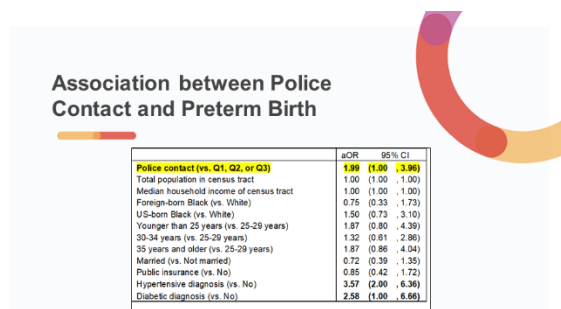 Association between Police
Contact and Preterm Birth
aOR 95% CI
Police contact (vs. Q1, Q2, or Q3) 1.99 (1.00 , 3.96)
Total population in census tract 1.00 (1.00 , 1.00)
Median household income of census tract 1.00 (1.00 , 1.00)
Foreign-born Black (vs. White) 0.75 (0.33 , 1.73)
US-born Black (vs. White) 1.50 (0.73 , 3.10)
Younger than 25 years (vs. 25-29 years) 1.87 (0.80 , 4.39)
30-34 years (vs. 25-29 years) 1.32 (0.61 , 2.86)
35 years and older (vs. 25-29 years) 1.87 (0.86 , 4.04)
Married (vs. Not married) 0.72 (0.39 , 1.35)
Public insurance (vs. No) 0.85 (0.42 , 1.72)
Hypertensive diagnosis (vs. No) 3.57 (2.00 , 6.36)
Diabetic diagnosis (vs. No) 2.58 (1.00 , 6.66)